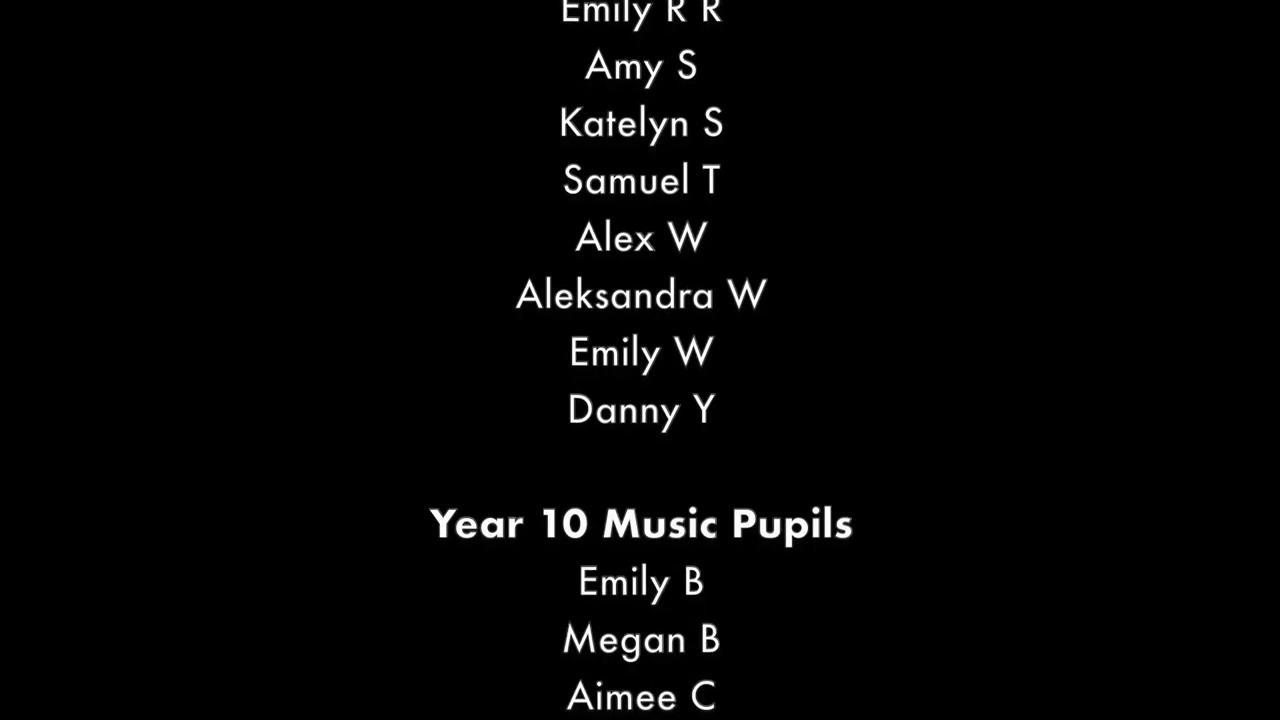 Emily R R
Amy S
Katelyn S
Samuel T
Alex W
Aleksandra W
Emily W
Danny Y
Year 10 Music Pupils
Emily B
Megan B
Aimee C